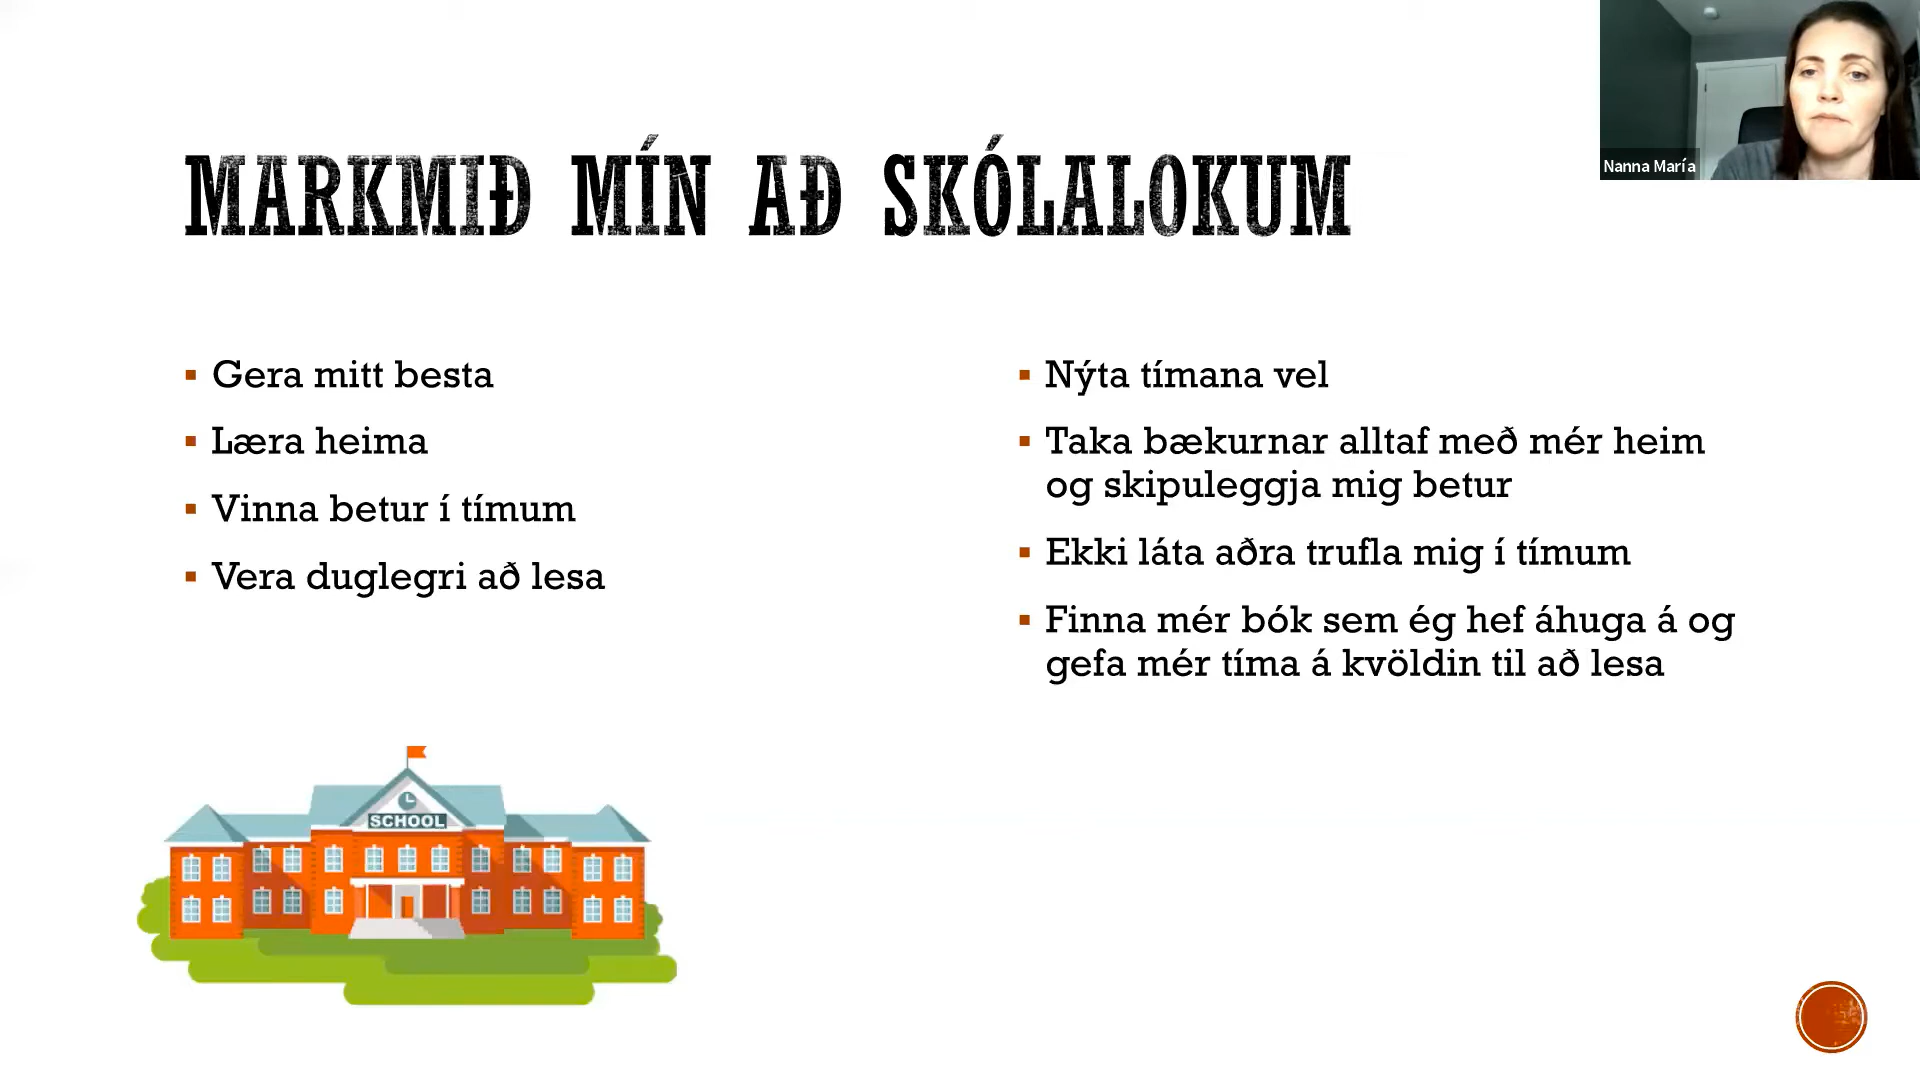 Nanna María
MARKMIÐ MÍN AÐ SKÓLALOKUM
Gera mitt besta
Læra heima
Vinna betur í tímum
Vera duglegri að lesa
Nýta tímana vel
Taka bækurnar alltaf með mér heim
og skipuleggja mig betur
Ekki láta aðra trufla mig í tímum
Finna mér bók sem ég hef áhuga á og
gefa mér tíma á kvöldin til að lesa
SCHOOL